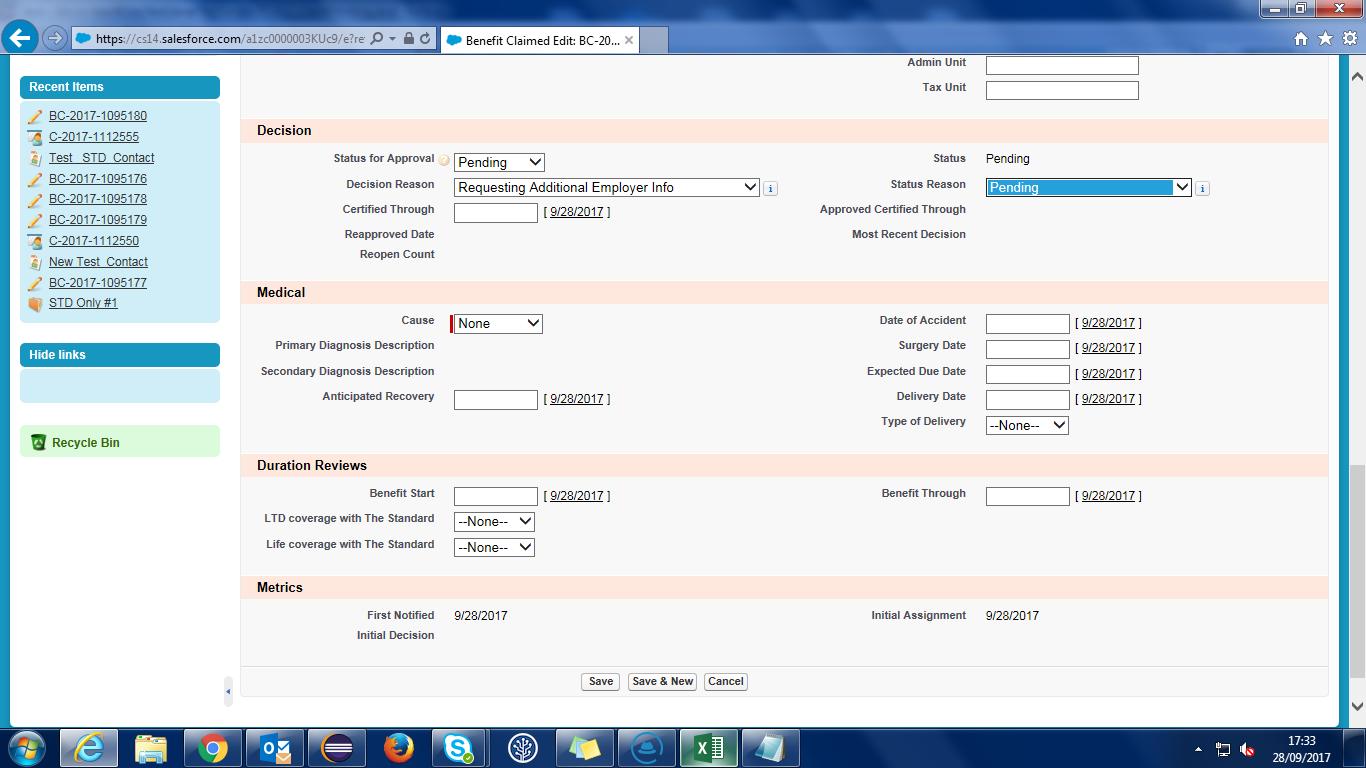 https://cs14.salesforce.com/a1zc0000003KUc9/e?re
Benefit Claimed Edit: BC-20...
Recent Items
BC-2017-1095180
C-2017-1112555
Test_ STD_Contact
BC-2017-1095176
BC-2017-1095178
BC-2017-1095179
C-2017-1112550
New Test_Contact
BC-2017-1095177
STD Only #1
Hide links
Recycle Bin
Admin Unit
Tax Unit
Decision
Status for Approval Pending Status Pending
Decision Reason Requesting Additional Employer Info Status Reason Pending
Certified Through [ 9/28/2017 ] Approved Certified Through
Reapproved Date Most Recent Decision
Reopen Count
Medical
Cause None Date of Accident [ 9/28/2017 ]
Primary Diagnosis Description Surgery Date [ 9/28/2017 ]
Secondary Diagnosis Description Expected Due Date [ 9/28/2017 ]
Anticipated Recovery [ 9/28/2017 ] Delivery Date [ 9/28/2017 ]
Type of Delivery --None--
Duration Reviews
Benefit Start [ 9/28/2017 ] Benefit Through [ 9/28/2017 ]
LTD coverage with The Standard --None--
Life coverage with The Standard --None--
Metrics
First Notified 9/28/2017 Initial Assignment 9/28/2017
Initial Decision
Save Save & New Cancel
17:33
28/09/2017